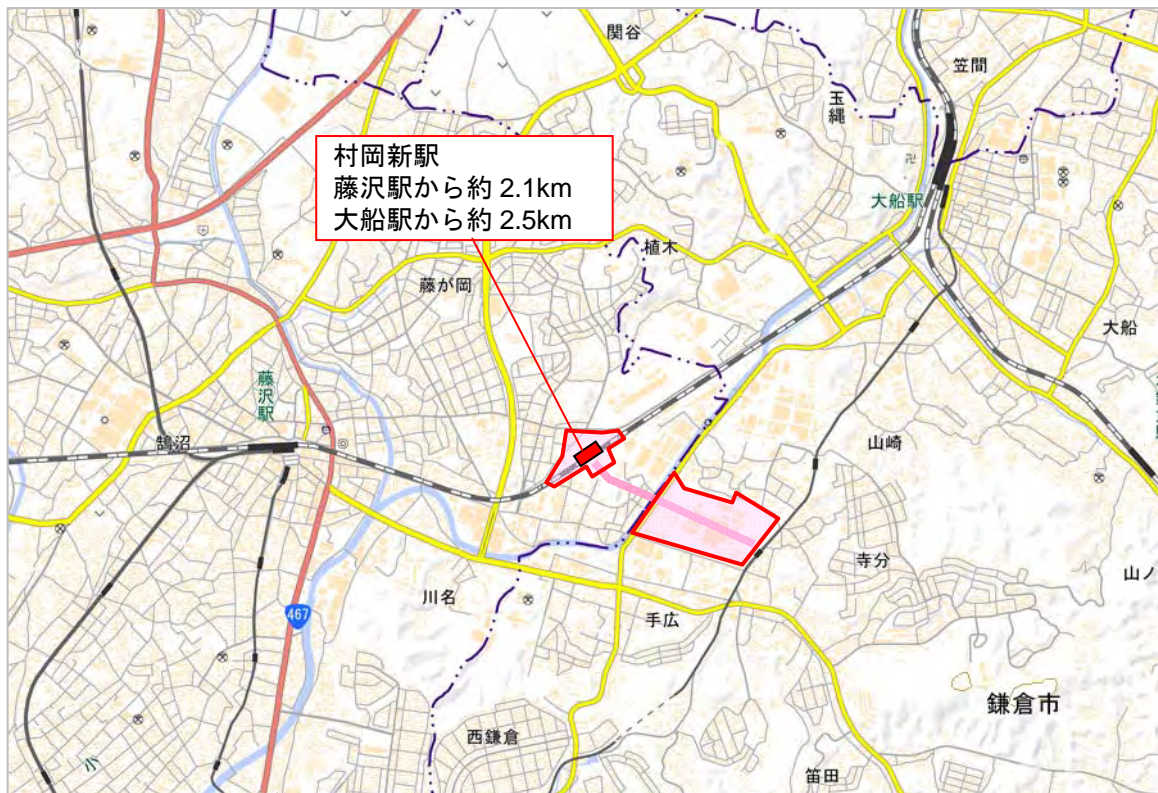 関谷
笠間
玉縄
村岡新駅
藤沢駅から約 2.1km
大船駅から約 2.5km
大船駅
植木
藤が岡
大船
藤沢駅
鵠沼
山崎
寺分
山ノ
川名
467
手広
鎌倉市
西鎌倉
小
笛田